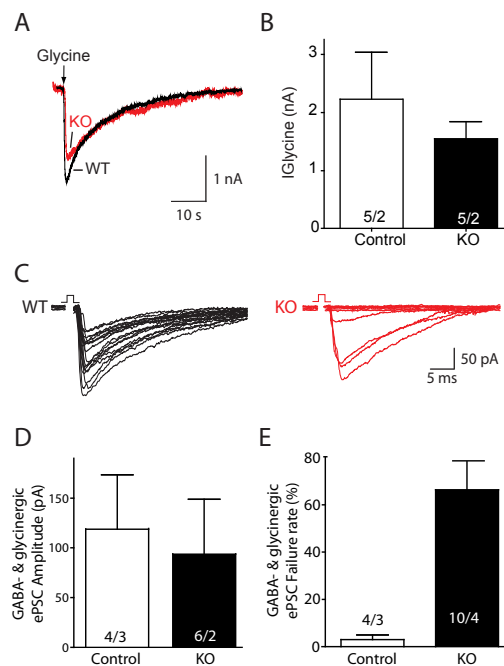 A
Glycine
KO
WT
1 nA
10 s
B
IGlycine (nA)
3
2
1
0
5/2
5/2
Control
KO
C
WT
KO
50 pA
5 ms
D
GABA- & glycinergic
ePSC Amplitude (pA)
150
100
50
0
4/3
6/2
Control
KO
E
GABA- & glycinergic
ePSC Failure rate (%)
80
60
40
20
0
4/3
10/4
Control
KO